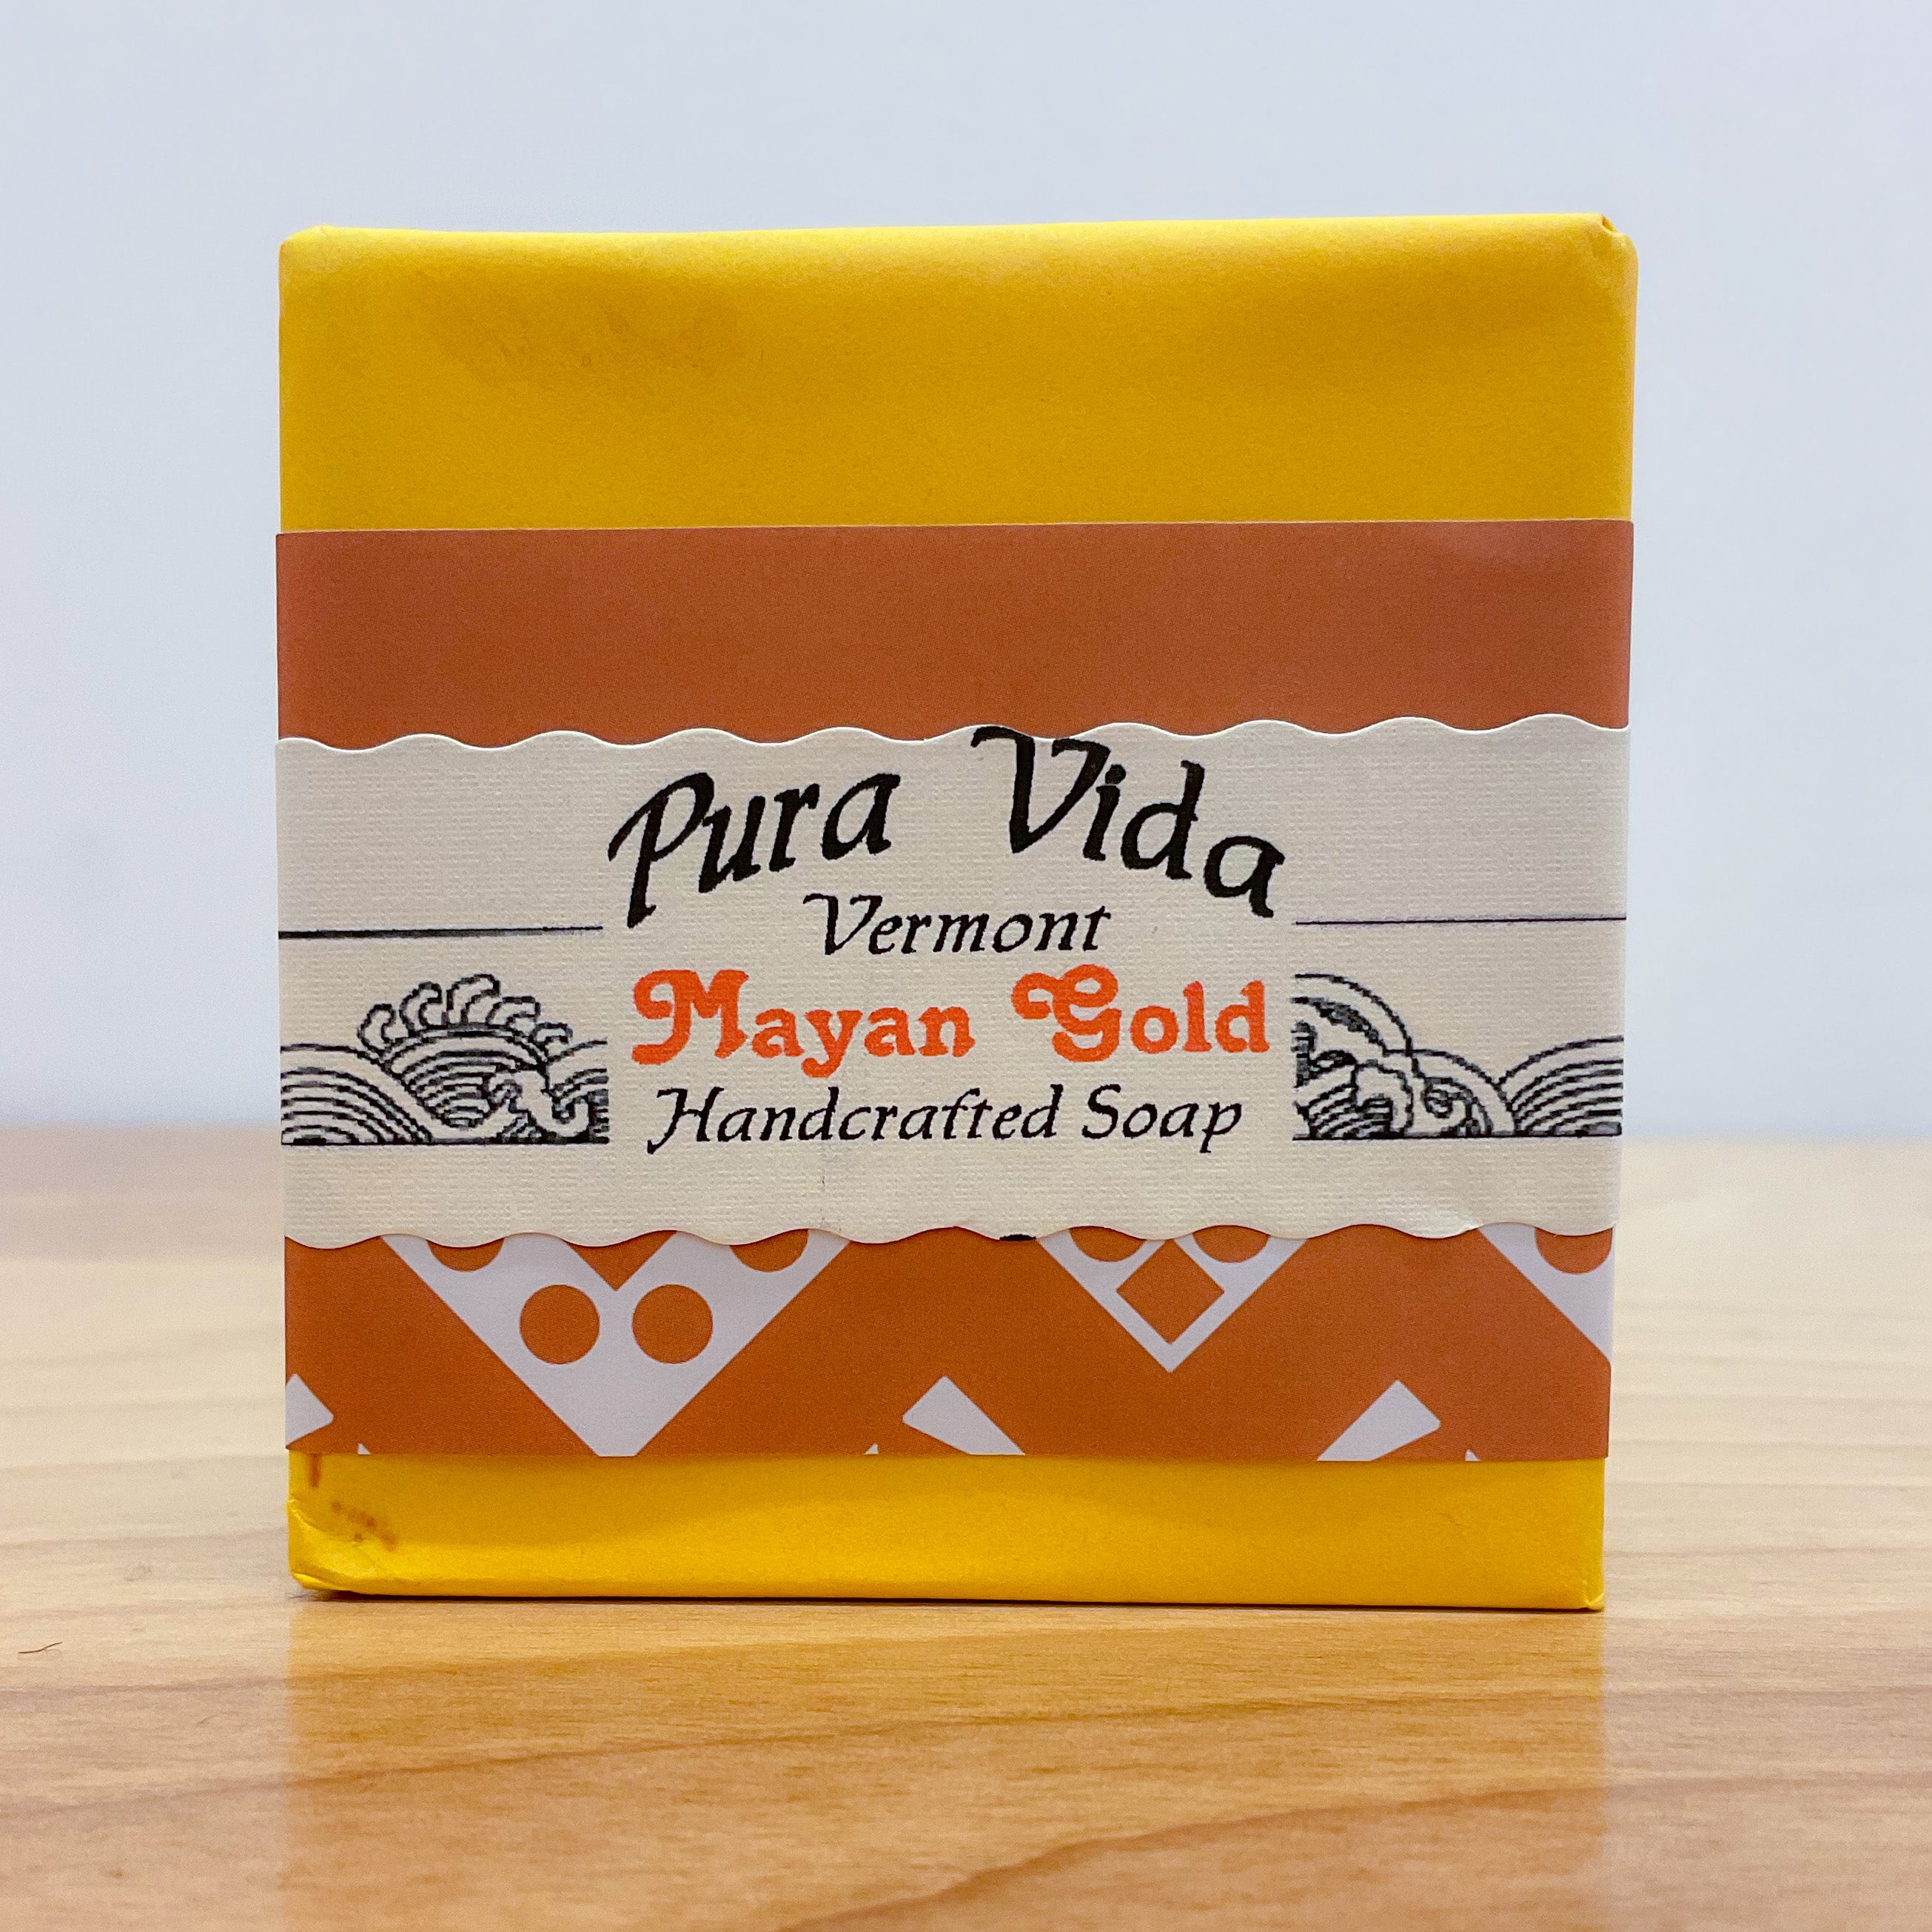 Pura Vida
Vermont
Mayan Gold
Handcrafted Soap